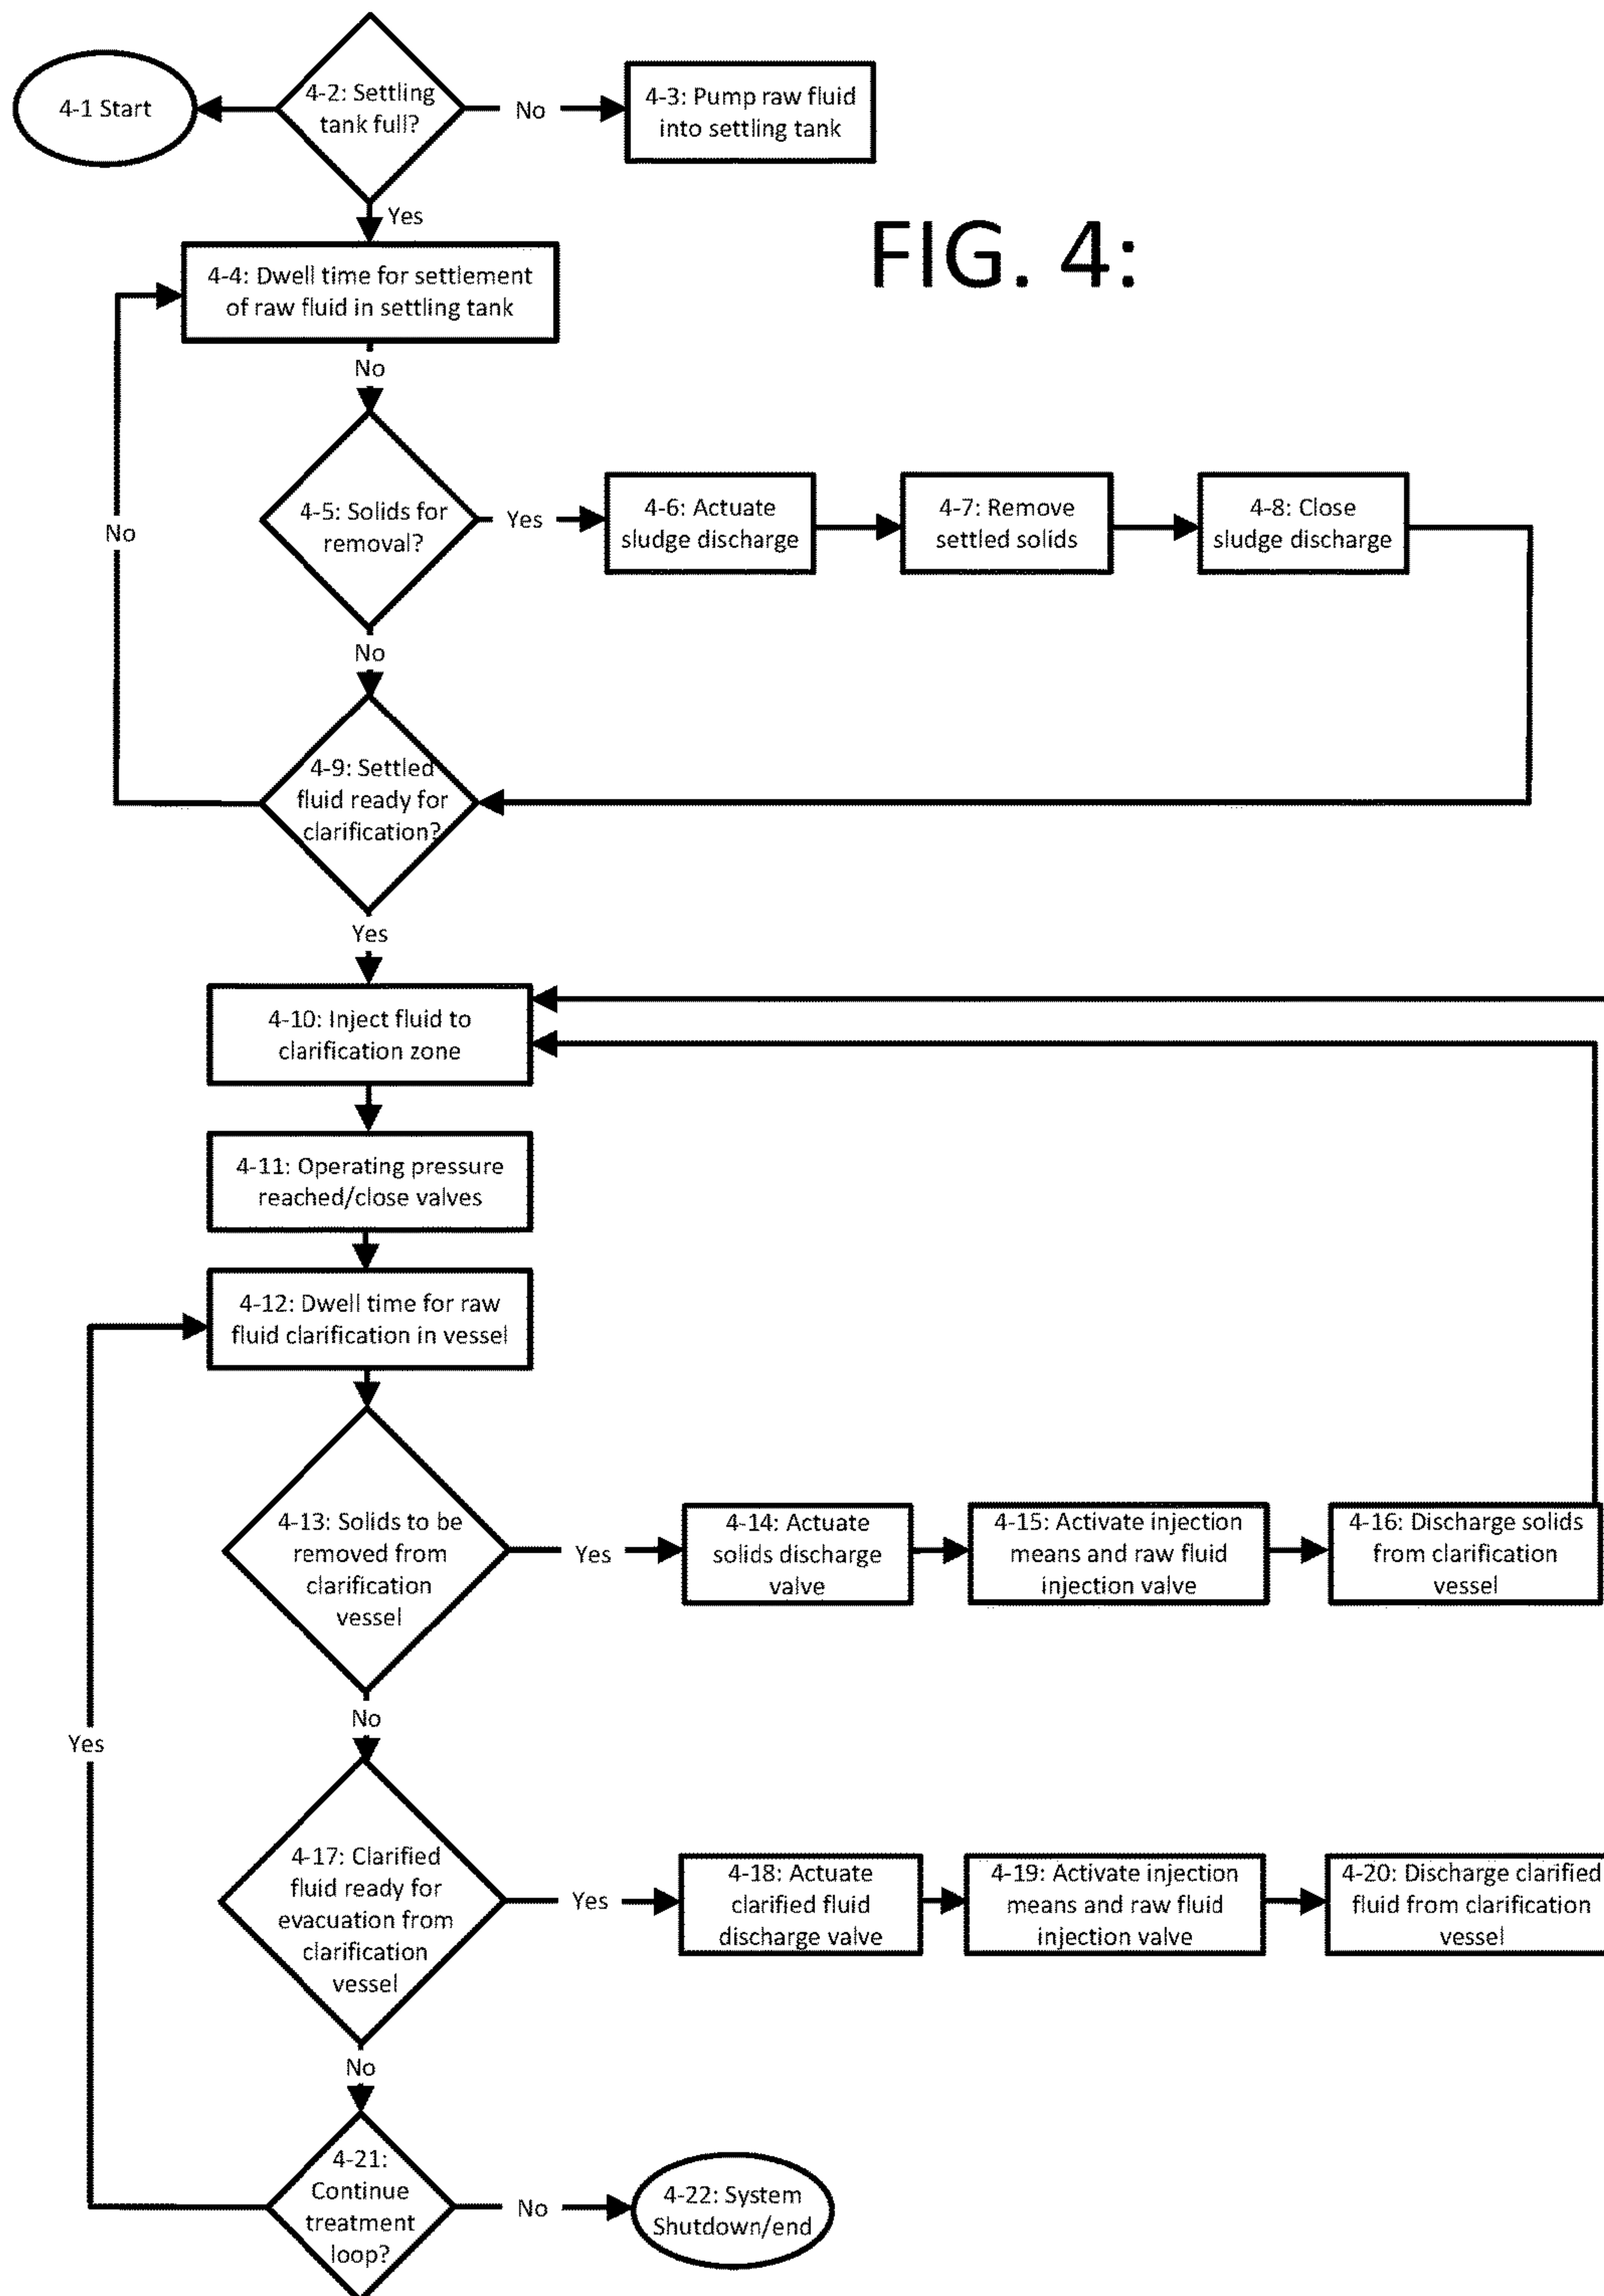 4-1 Start
4-2: Settling
tank full?
No
4-3: Pump raw fluid
into settling tank
Yes
FIG. 4:
4-4: Dwell time for settlement
of raw fluid in settling tank
No
4-5: Solids for
removal?
Yes
4-6: Actuate
sludge discharge
4-7: Remove
settled solids
4-8: Close
sludge discharge
No
No
4-9: Settled
fluid ready for
clarification?
Yes
4-10: Inject fluid to
clarification zone
4-11: Operating pressure
reached/close valves
4-12: Dwell time for raw
fluid clarification in vessel
4-13: Solids to be
removed from
clarification
vessel
Yes
4-14: Actuate
solids discharge
valve
4-15: Activate injection
means and raw fluid
injection valve
4-16: Discharge solids
from clarification
vessel
No
Yes
4-17: Clarified
fluid ready for
evacuation from
clarification
vessel
Yes
4-18: Actuate
clarified fluid
discharge valve
4-19: Activate injection
means and raw fluid
injection valve
4-20: Discharge clarified
fluid from clarification
vessel
No
4-21:
Continue
treatment
loop?
No
4-22: System
Shutdown/end